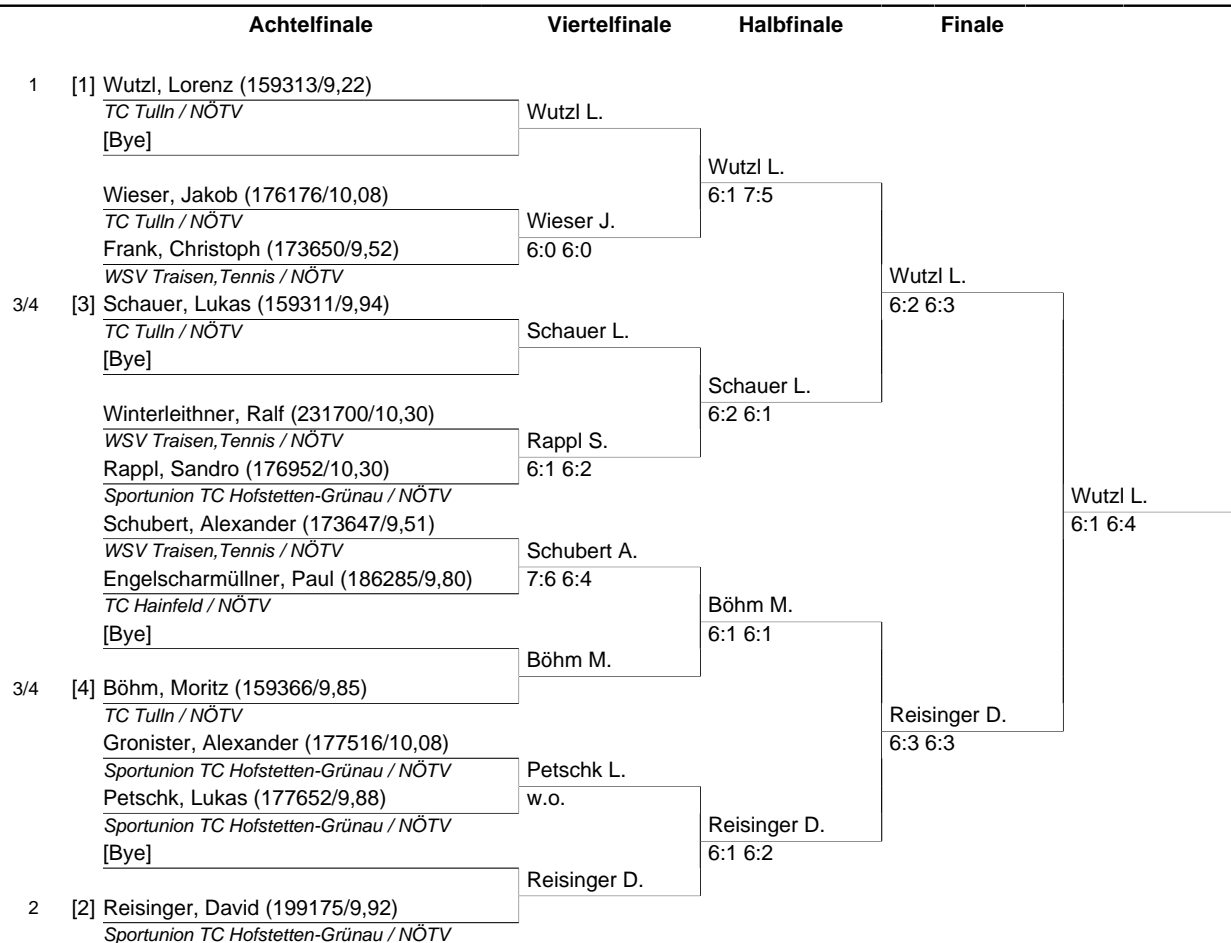 Achtelfinale Viertelfinale Halbfinale Finale
1 [1] Wutzl, Lorenz (159313/9,22)
TC Tulln / NÖTV Wutzl L.
[Bye]
Wutzl L.
Wieser, Jakob (176176/10,08) 6:1 7:5
TC Tulln / NÖTV Wieser J.
Frank, Christoph (173650/9,52) 6:0 6:0
WSV Traisen,Tennis / NÖTV Wutzl L.
3/4 [3] Schauer, Lukas (159311/9,94) 6:2 6:3
TC Tulln / NÖTV Schauer L.
[Bye]
Schauer L.
Winterleithner, Ralf (231700/10,30) 6:2 6:1
WSV Traisen,Tennis / NÖTV Rappl S.
Rappl, Sandro (176952/10,30) 6:1 6:2
Sportunion TC Hofstetten-Grünau / NÖTV Wutzl L.
Schubert, Alexander (173647/9,51) 6:1 6:4
WSV Traisen,Tennis / NÖTV Schubert A.
Engelscharmüllner, Paul (186285/9,80) 7:6 6:4
TC Hainfeld / NÖTV Böhm M.
[Bye] 6:1 6:1
Böhm M.
3/4 [4] Böhm, Moritz (159366/9,85)
TC Tulln / NÖTV Reisinger D.
Gronister, Alexander (177516/10,08) 6:3 6:3
Sportunion TC Hofstetten-Grünau / NÖTV Petschk L.
Petschk, Lukas (177652/9,88) w.o.
Sportunion TC Hofstetten-Grünau / NÖTV Reisinger D.
[Bye] 6:1 6:2
Reisinger D.
2 [2] Reisinger, David (199175/9,92)
Sportunion TC Hofstetten-Grünau / NÖTV